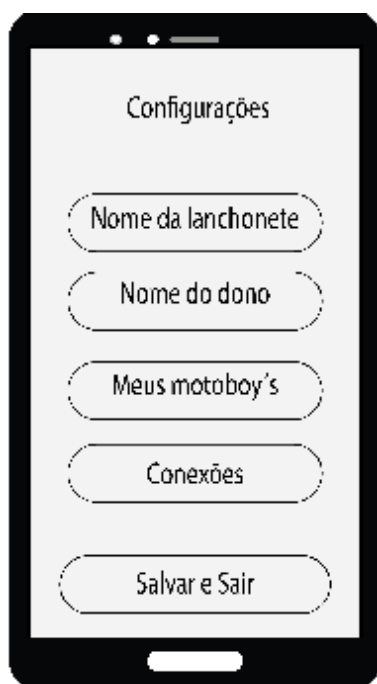 Configurações
Nome da lanchonete
Nome do dono
Meus motoboy´s
Conexões
Salvar e Sair